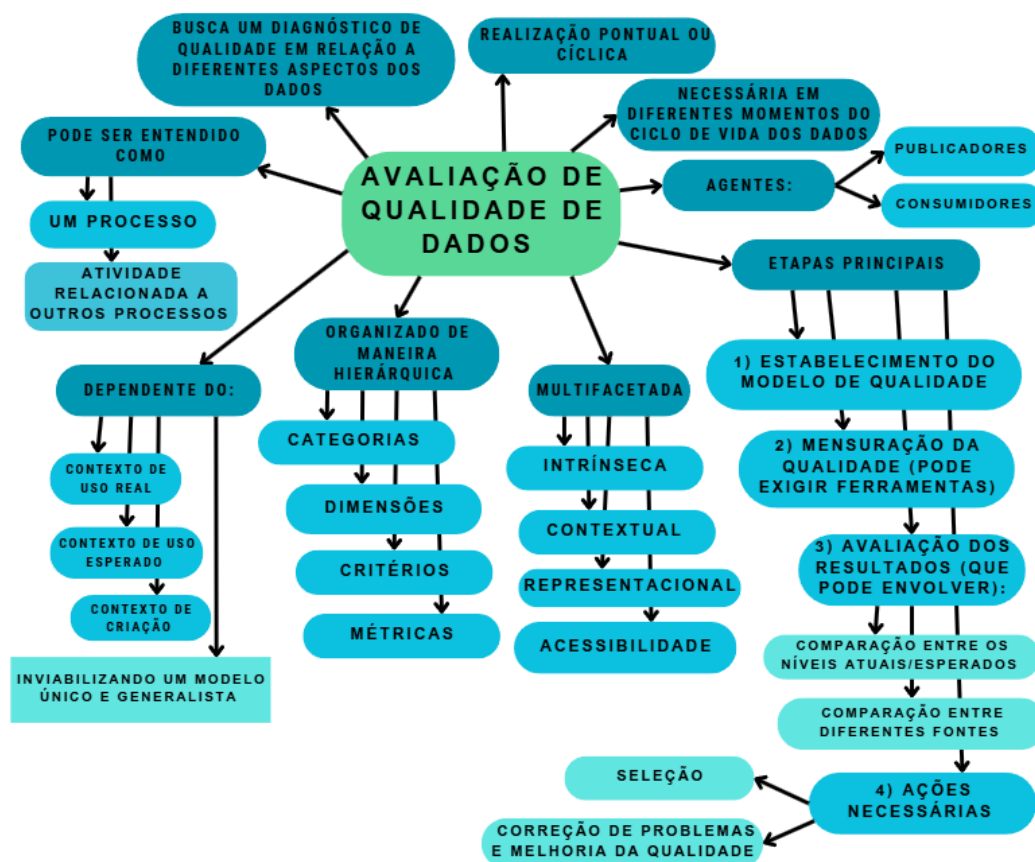 BUSCA UM DIAGNÓSTICO DE
QUALIDADE EM RELAÇÃO A
DIFERENTES ASPECTOS DOS
DADOS
REALIZAÇÃO PONTUAL OU
CÍCLICA
NECESSÁRIA EM
DIFERENTES MOMENTOS DO
CICLO DE VIDA DOS DADOS
PODE SER ENTENDIDO
COMO
UM PROCESSO
ATIVIDADE
RELACIONADA A
OUTROS PROCESSOS
AVALIAÇÃO DE
QUALIDADE DE
DADOS
AGENTES:
PUBLICADORES
CONSUMIDORES
ETAPAS PRINCIPAIS
1) ESTABELECIMENTO DO
MODELO DE QUALIDADE
2) MENSURAÇÃO DA
QUALIDADE (PODE
EXIGIR FERRAMENTAS)
3) AVALIAÇÃO DOS
RESULTADOS (QUE
PODE ENVOLVER):
COMPARAÇÃO ENTRE OS
NÍVEIS ATUAIS/ESPERADOS
COMPARAÇÃO ENTRE
DIFERENTES FONTES
4) AÇÕES
NECESSÁRIAS
SELEÇÃO
CORREÇÃO DE PROBLEMAS
E MELHORIA DA QUALIDADE
DEPENDENTE DO:
CONTEXTO DE
USO REAL
CONTEXTO DE USO
ESPERADO
CONTEXTO DE
CRIAÇÃO
INVIABILIZANDO UM MODELO
ÚNICO E GENERALISTA
ORGANIZADO DE
MANEIRA
HIERÁRQUICA
CATEGORIAS
DIMENSÕES
CRITÉRIOS
MÉTRICAS
MULTIFACETADA
INTRÍNSECA
CONTEXTUAL
REPRESENTACIONAL
ACESSIBILIDADE